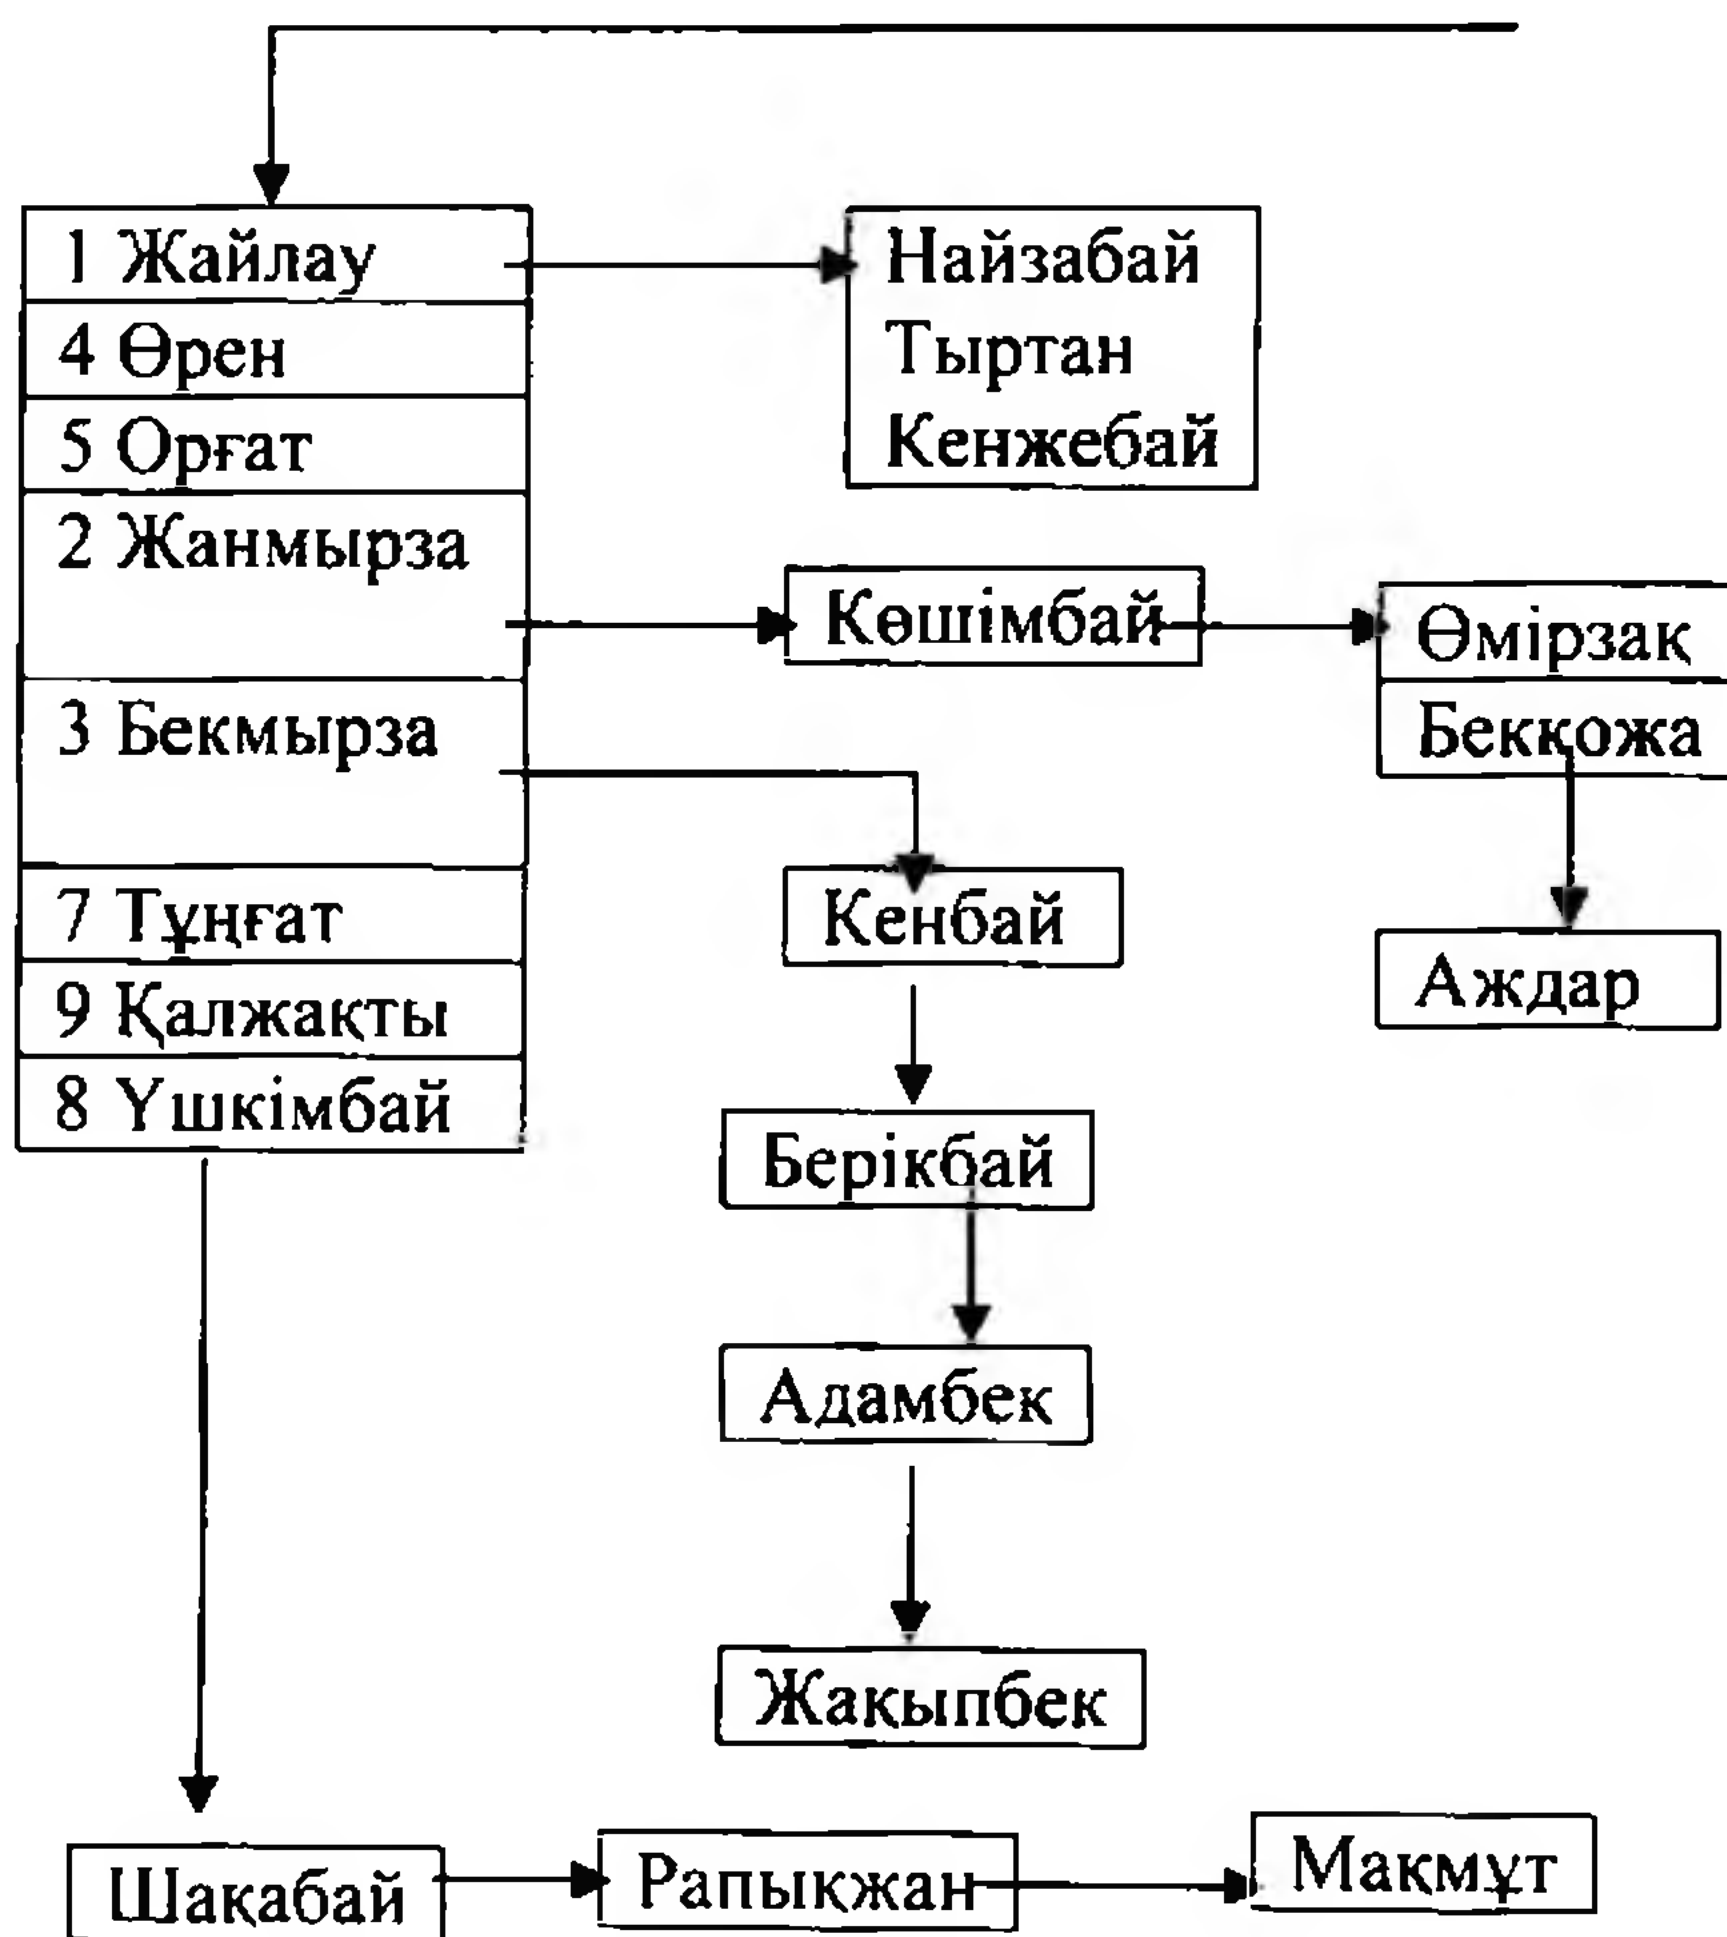 1 Жайлау
4 Өрен
5 Орғат
2 Жанмырза
3 Бекмырза
7 Тұңғат
9 Қалжақты
8 Үшкімбай
Найзабай
Тыртан
Кенжебай
Көшімбай
Өмірзақ
Беккожа
Аждар
Кенбай
Берікбай
Адамбек
Жақыпбек
Шақабай
Рапықжан
Мақмұт